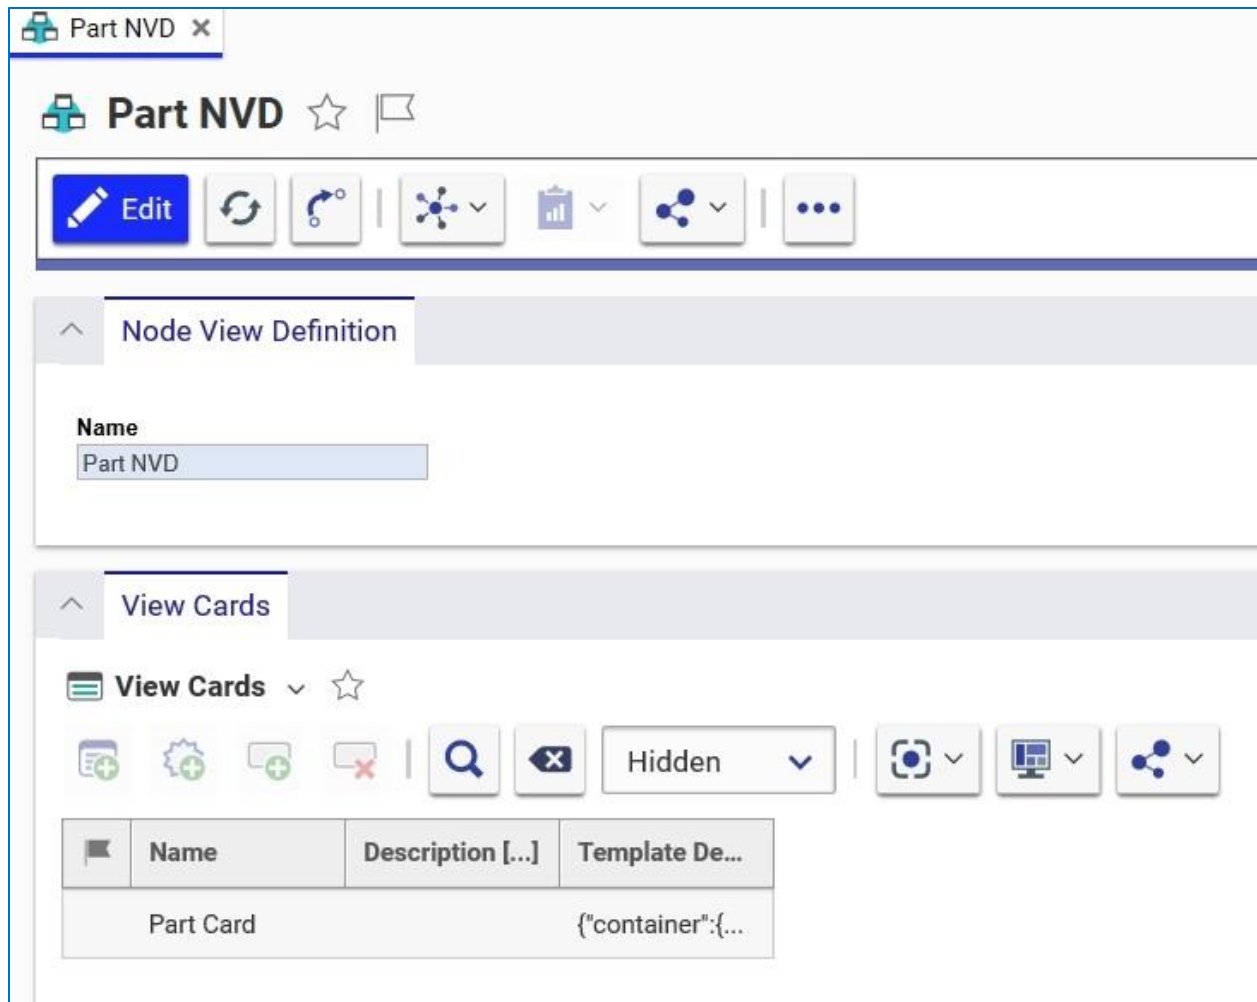 Part NVD
Part NVD
Edit
Node View Definition
Name
Part NVD
View Cards
View Cards
Hidden
Name Description [...] Template De...
Part Card {"container":{...